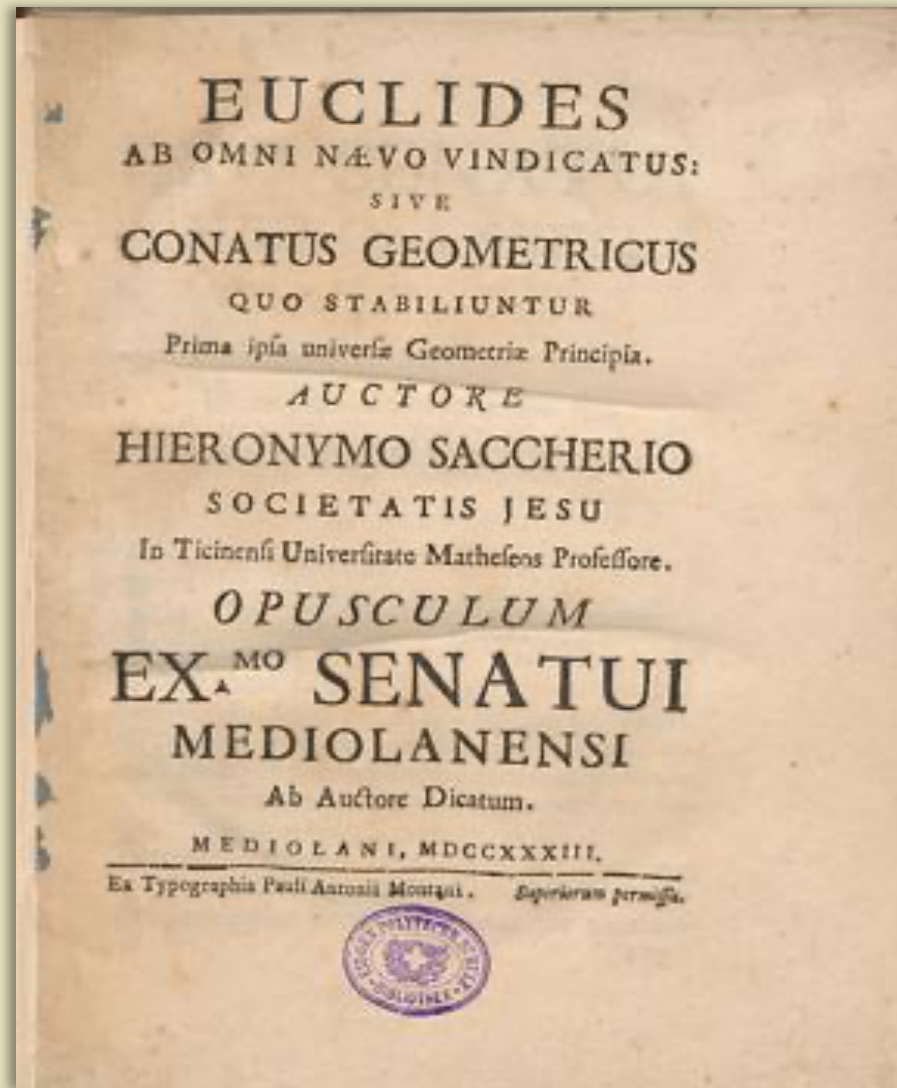 EUCLIDES
AB OMNI NÆVO VINDICATUS:
SIVE
CONATUS GEOMETRICUS
QUO STABILIUNTUR
Prima ipſa univerſæ Geometriæ Principia.
AUCTORE
HIERONYMO SACCHERIO
SOCIETATIS JESU
In Ticinenſi Univerſitate Matheſeos Profeſſore.
OPUSCULUM
EX.MO SENATUI
MEDIOLANENSI
Ab Auctore Dicatum.
MEDIOLANI, MDCCXXXIII.
Ex Typographia Pauli Antonii Montani. Superiorum permiſſu.
BIBLIOTHEK